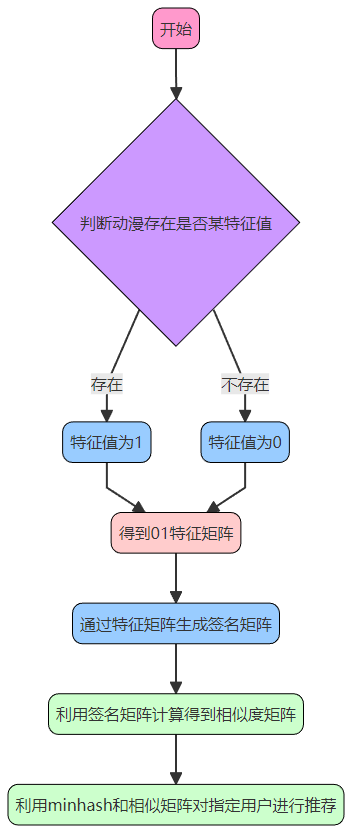 开始
判断动漫存在是否某特征值
存在
不存在
特征值为1
特征值为0
得到01特征矩阵
通过特征矩阵生成签名矩阵
利用签名矩阵计算得到相似度矩阵
利用minhash和相似矩阵对指定用户进行推荐